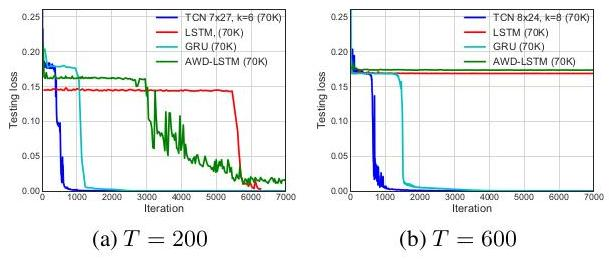 0.25
0.20
0.15
0.10
0.05
0.00
Testing loss
0 1000 2000 3000 4000 5000 6000 7000
Iteration
TCN 7x27, k=6 (70K)
LSTM, (70K)
GRU (70K)
AWD-LSTM (70K)
(a) T = 200
0.25
0.20
0.15
0.10
0.05
0.00
Testing loss
0 1000 2000 3000 4000 5000 6000 7000
Iteration
TCN 8x24, k=8 (70K)
LSTM (70K)
GRU (70K)
AWD-LSTM (70K)
(b) T = 600